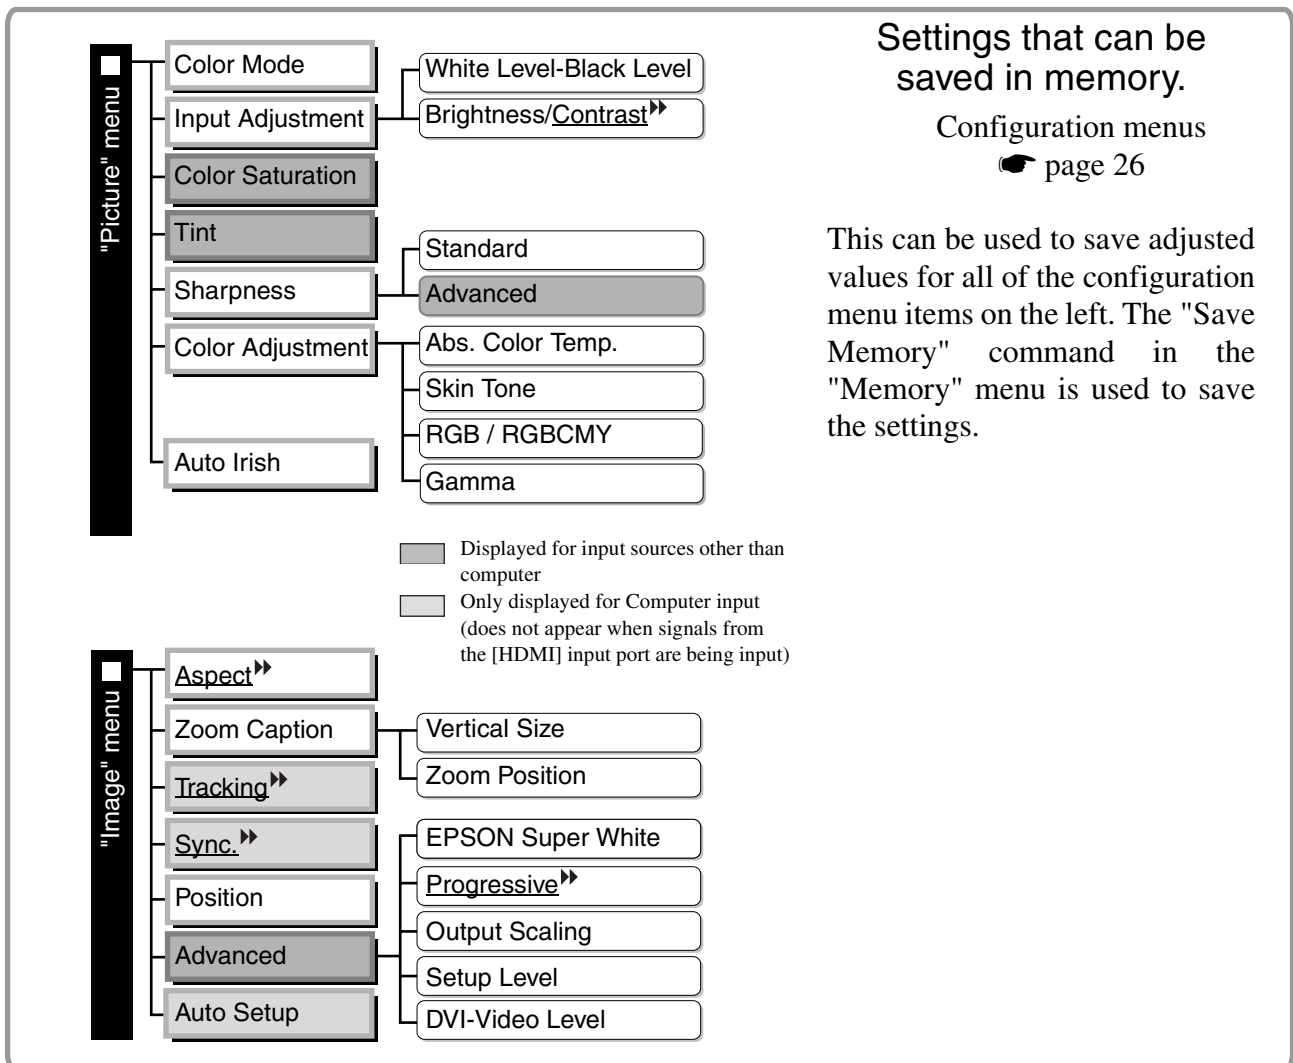 "Picture" menu
Color Mode
Input Adjustment
White Level-Black Level
Brightness/Contrast
Color Saturation
Tint
Sharpness
Standard
Advanced
Color Adjustment
Abs. Color Temp.
Skin Tone
RGB / RGBCMY
Gamma
Auto Irish
Displayed for input sources other than
computer
Only displayed for Computer input
(does not appear when signals from
the [HDMI] input port are being input)
"Image" menu
Aspect
Zoom Caption
Vertical Size
Zoom Position
Tracking
Sync.
Position
Advanced
EPSON Super White
Progressive
Output Scaling
Setup Level
DVI-Video Level
Auto Setup
Settings that can be
saved in memory.
Configuration menus
☛ page 26
This can be used to save adjusted
values for all of the configuration
menu items on the left. The "Save
Memory" command in the
"Memory" menu is used to save
the settings.